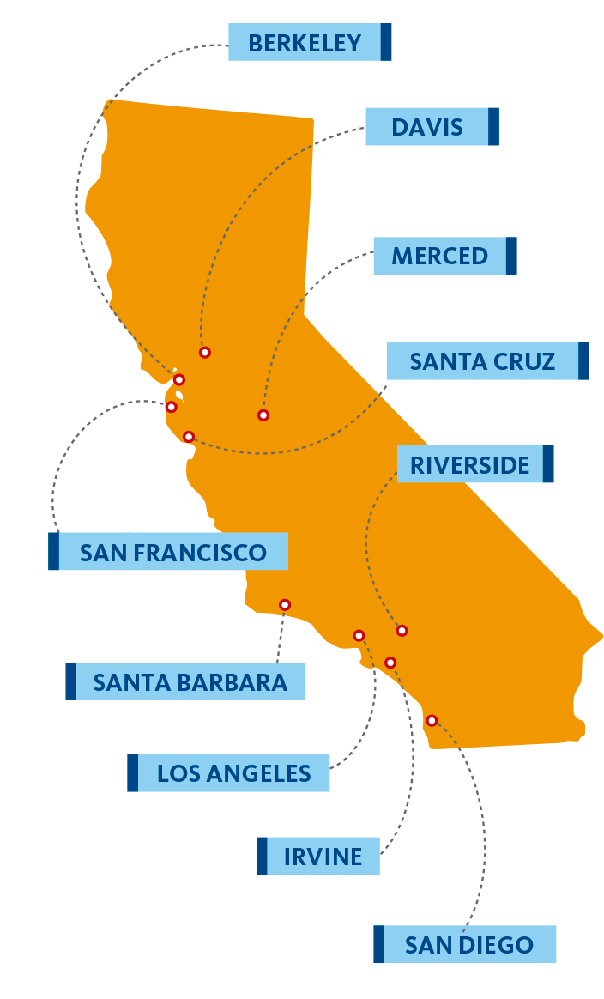 BERKELEY
DAVIS
MERCED
SANTA CRUZ
RIVERSIDE
SAN FRANCISCO
SANTA BARBARA
LOS ANGELES
IRVINE
SAN DIEGO